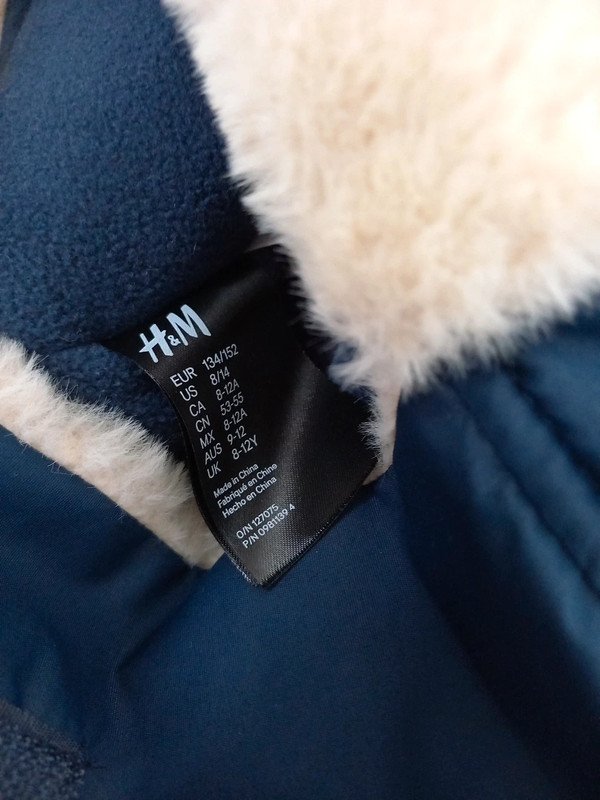 H&M
EUR 134/152
US 8/14
CA 8-12A
CN 53-55
MX 8-12A
AUS 9-12
UK 8-12Y
Made in China
Fabriqué en Chine
Hecho en China
O/N 127075
P/N 0981139 4